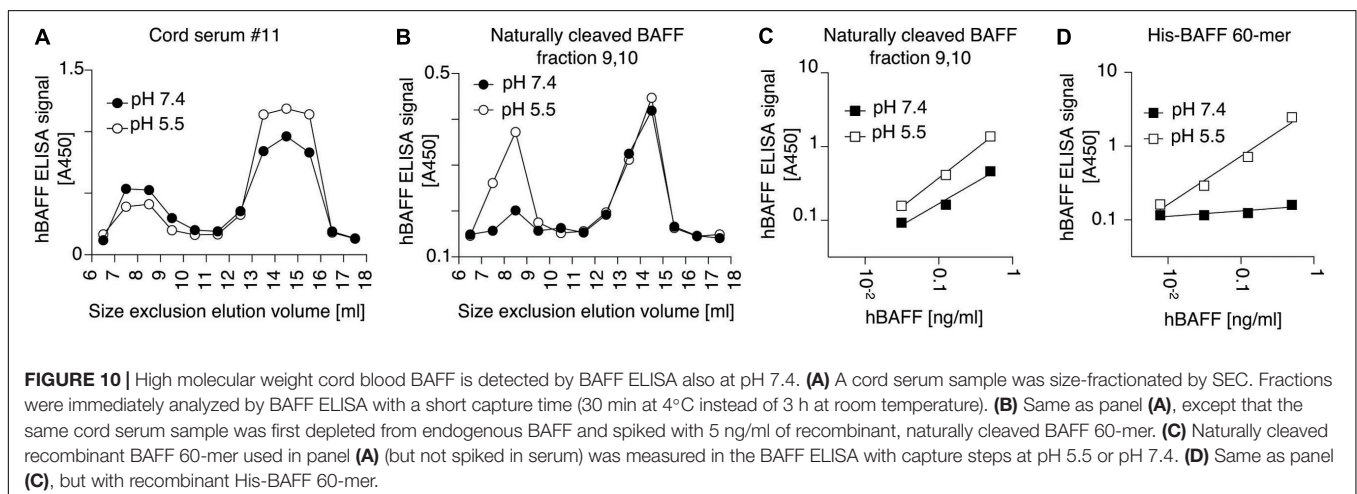 A
Cord serum #11
hBAFF ELISA signal
[A450]
1.5
0
pH 7.4
pH 5.5
6 7 8 9 10 11 12 13 14 15 16 17 18
Size exclusion elution volume [ml]
B
Naturally cleaved BAFF
fraction 9,10
hBAFF ELISA signal
[A450]
0.5
0.1
pH 7.4
pH 5.5
6 7 8 9 10 11 12 13 14 15 16 17 18
Size exclusion elution volume [ml]
C
Naturally cleaved BAFF
fraction 9,10
hBAFF ELISA signal
[A450]
10
1
0.1
pH 7.4
pH 5.5
10-2 0.1 1
hBAFF [ng/ml]
D
His-BAFF 60-mer
hBAFF ELISA signal
[A450]
10
1
0.1
pH 7.4
pH 5.5
10-2 0.1 1
hBAFF [ng/ml]
FIGURE 10 | High molecular weight cord blood BAFF is detected by BAFF ELISA also at pH 7.4. (A) A cord serum sample was size-fractionated by SEC. Fractions
were immediately analyzed by BAFF ELISA with a short capture time (30 min at 4°C instead of 3 h at room temperature). (B) Same as panel (A), except that the
same cord serum sample was first depleted from endogenous BAFF and spiked with 5 ng/ml of recombinant, naturally cleaved BAFF 60-mer. (C) Naturally cleaved
recombinant BAFF 60-mer used in panel (A) (but not spiked in serum) was measured in the BAFF ELISA with capture steps at pH 5.5 or pH 7.4. (D) Same as panel
(C), but with recombinant His-BAFF 60-mer.